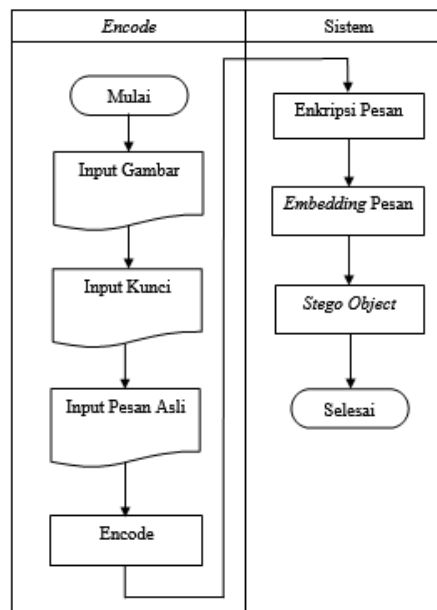 Encode
Sistem
Mulai
Input Gambar
Input Kunci
Input Pesan Asli
Encode
Enkripsi Pesan
Embedding Pesan
Stego Object
Selesai